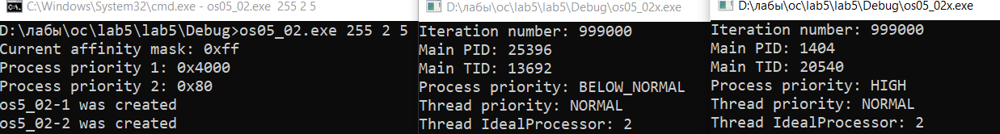 C:\Windows\System32\cmd.exe - os05_02.exe  255 2 5
D:\лабы\ос\lab5\lab5\Debug>os05_02.exe 255 2 5
Current affinity mask: 0xff
Process priority 1: 0x4000
Process priority 2: 0x80
os5_02-1 was created
os5_02-2 was created
D:\лабы\ос\lab5\lab5\Debug\os05_02x.exe
Iteration number: 999000
Main PID: 25396
Main TID: 13692
Process priority: BELOW_NORMAL
Thread priority: NORMAL
Thread IdealProcessor: 2
D:\лабы\ос\lab5\lab5\Debug\os05_02x.exe
Iteration number: 999000
Main PID: 1404
Main TID: 20540
Process priority: HIGH
Thread priority: NORMAL
Thread IdealProcessor: 2